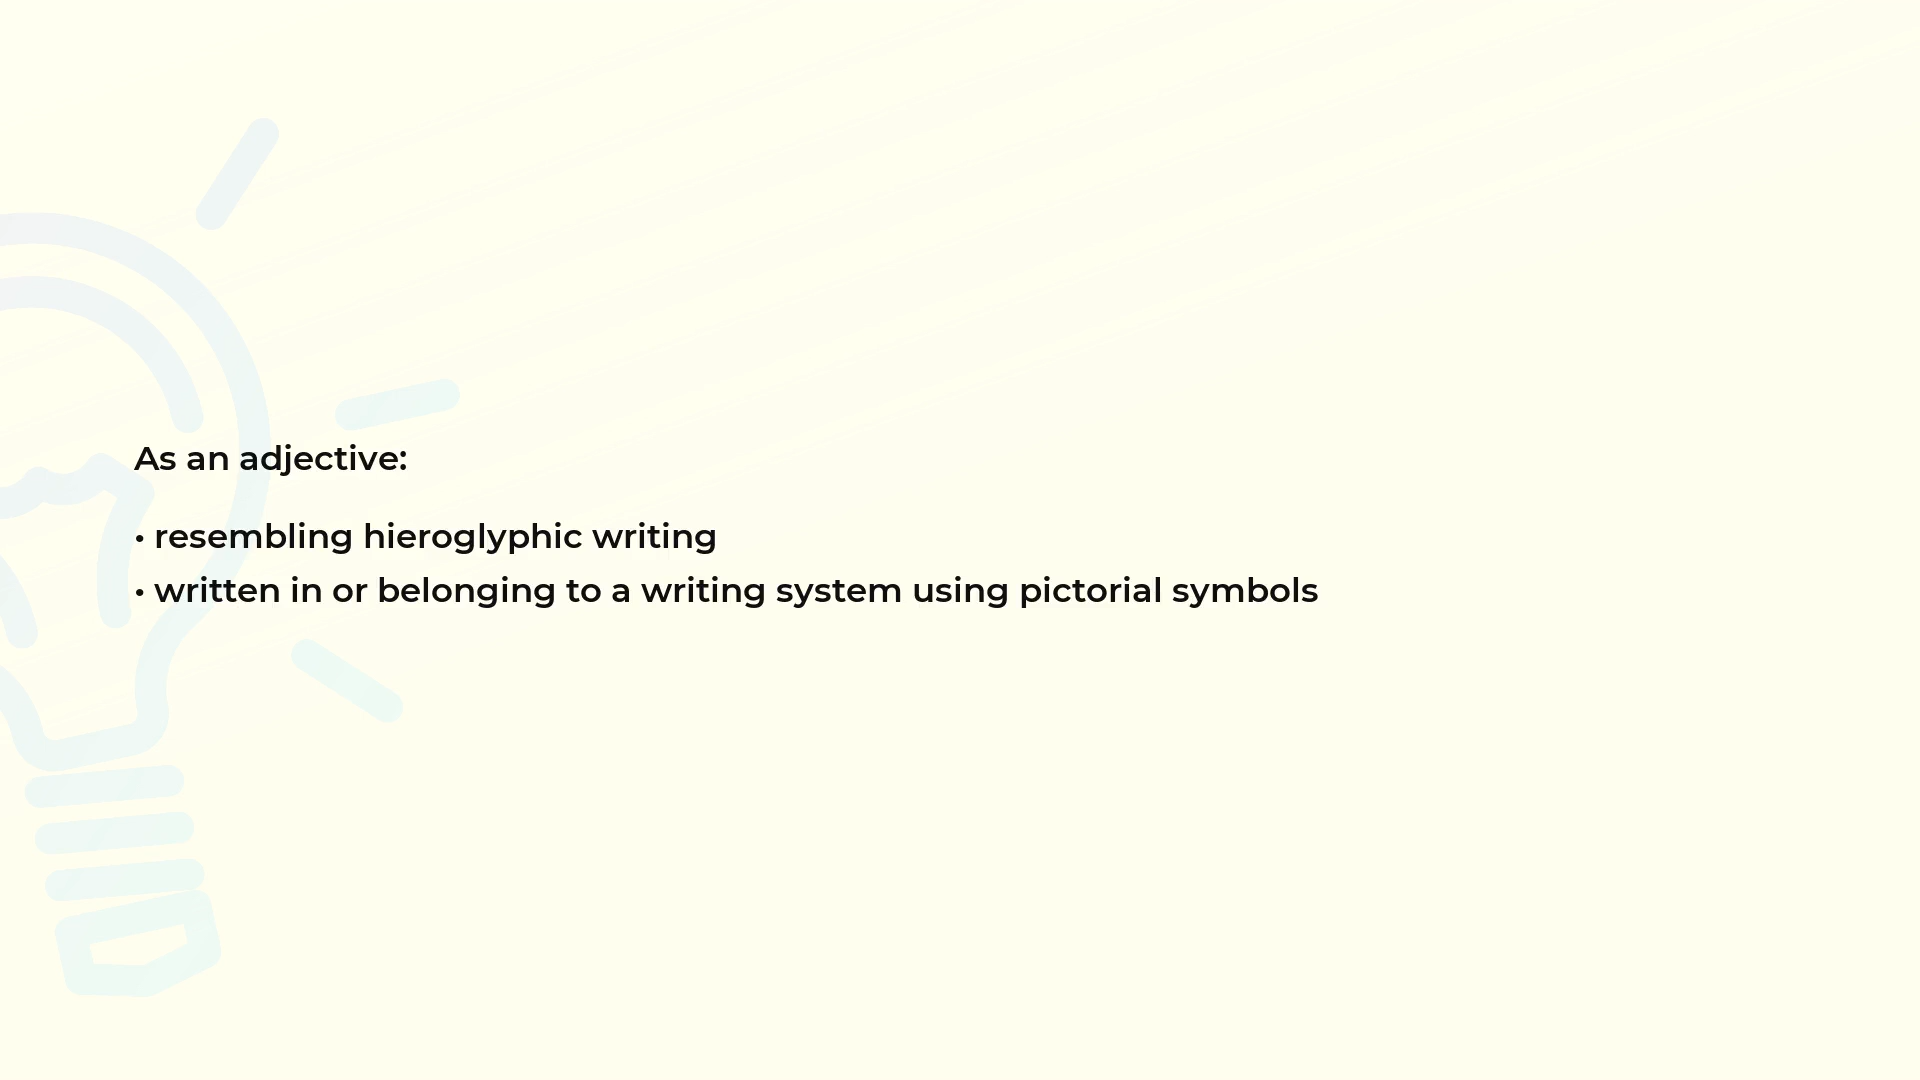 As an adjective:
• resembling hieroglyphic writing
• written in or belonging to a writing system using pictorial symbols